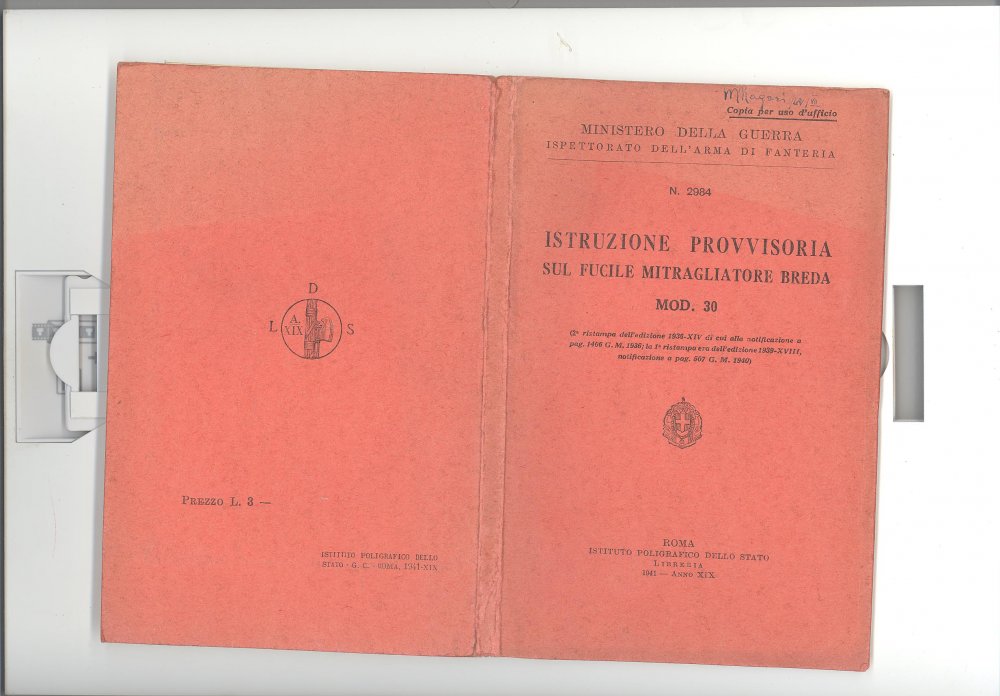 Copia per uso d'ufficio
MINISTERO DELLA GUERRA
ISPETTORATO DELL'ARMA DI FANTERIA
N. 2984
ISTRUZIONE PROVVISORIA
SUL FUCILE MITRAGLIATORE BREDA
MOD. 30
(2ª ristampa dell'edizione 1936-XIV di cui alla notificazione a
pag. 1466 G. M. 1936; la 1ª ristampa era dell'edizione 1939-XVIII,
notificazione a pag. 567 G. M. 1940)
ROMA
ISTITUTO POLIGRAFICO DELLO STATO
LIBRERIA
1941 — ANNO XIX
D
L A. S
XIX
PREZZO L. 3 —
ISTITUTO POLIGRAFICO DELLO
STATO - G. C. - ROMA, 1941-XIX